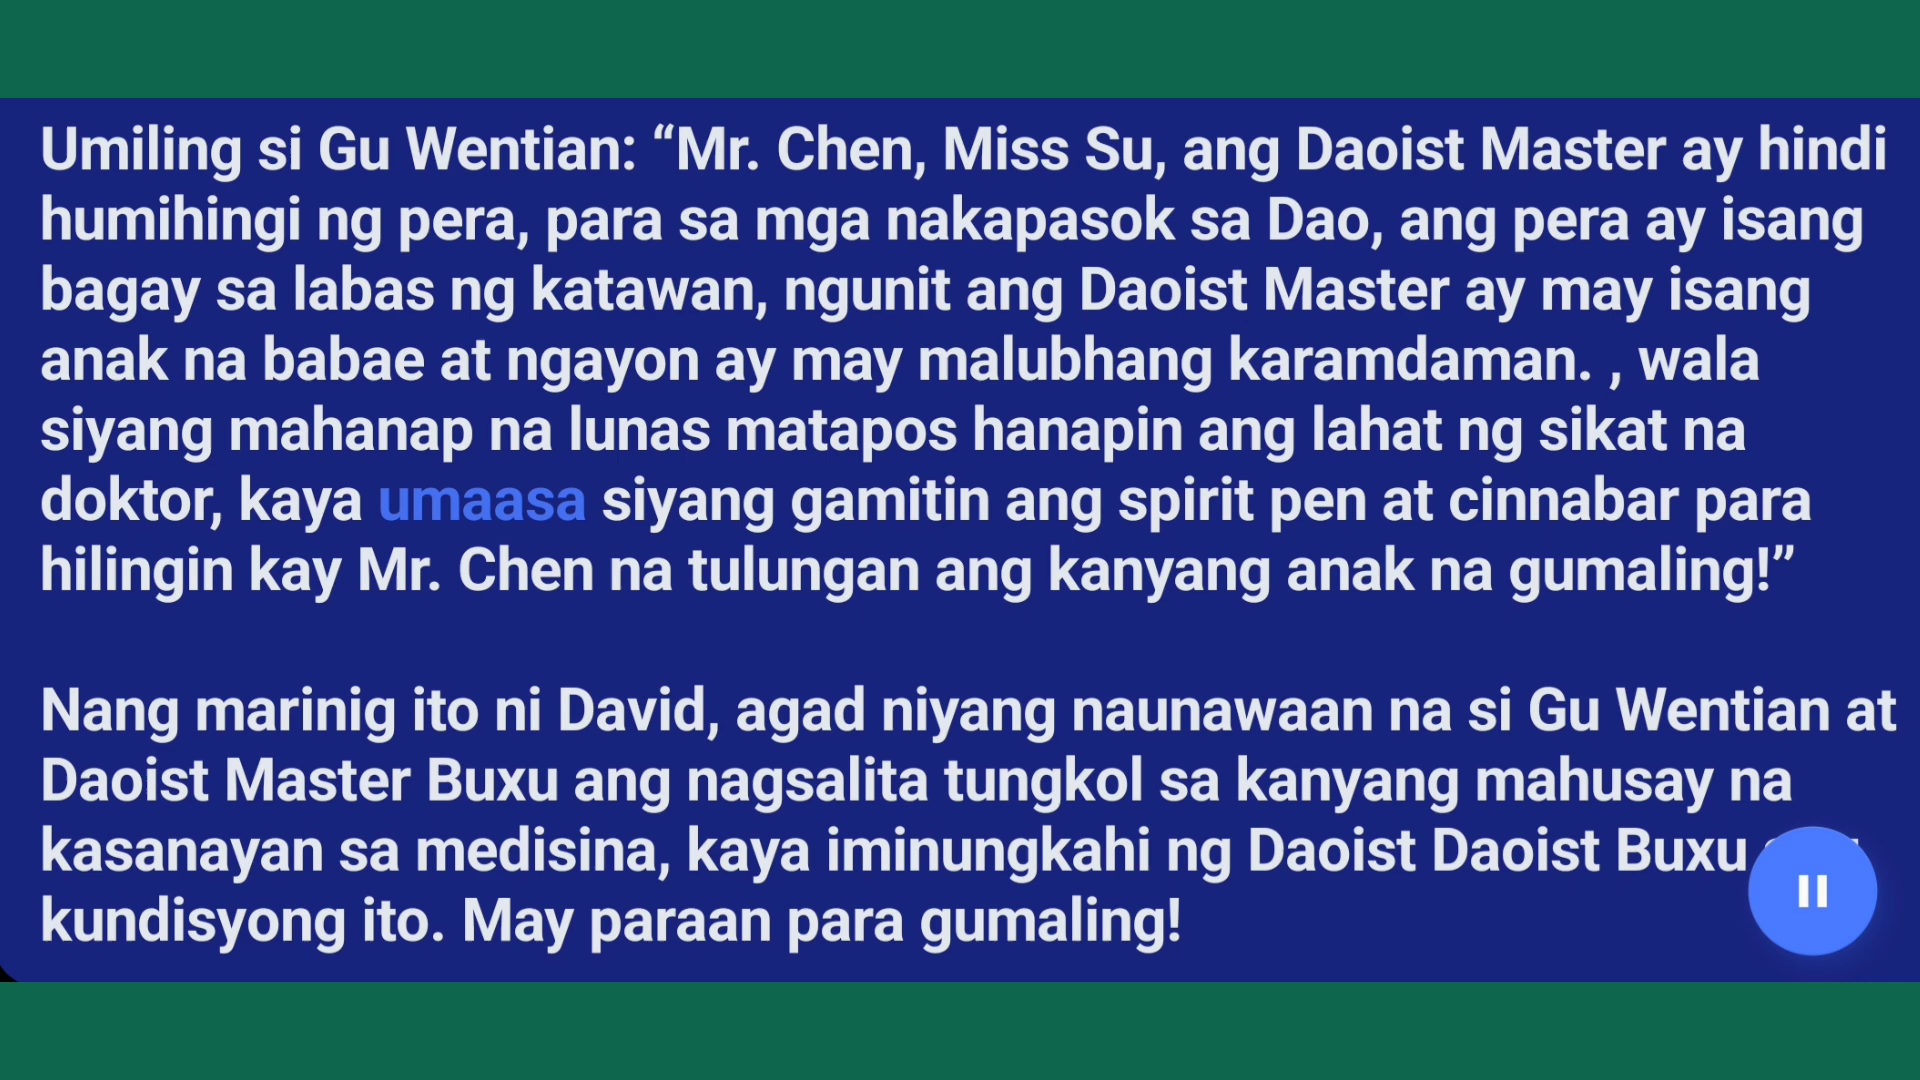 Umiling si Gu Wentian: “Mr. Chen, Miss Su, ang Daoist Master ay hindi
humihingi ng pera, para sa mga nakapasok sa Dao, ang pera ay isang
bagay sa labas ng katawan, ngunit ang Daoist Master ay may isang
anak na babae at ngayon ay may malubhang karamdaman. , wala
siyang mahanap na lunas matapos hanapin ang lahat ng sikat na
doktor, kaya umaasa siyang gamitin ang spirit pen at cinnabar para
hilingin kay Mr. Chen na tulungan ang kanyang anak na gumaling!”
Nang marinig ito ni David, agad niyang naunawaan na si Gu Wentian at
Daoist Master Buxu ang nagsalita tungkol sa kanyang mahusay na
kasanayan sa medisina, kaya iminungkahi ng Daoist Daoist Buxu
kundisyong ito. May paraan para gumaling!